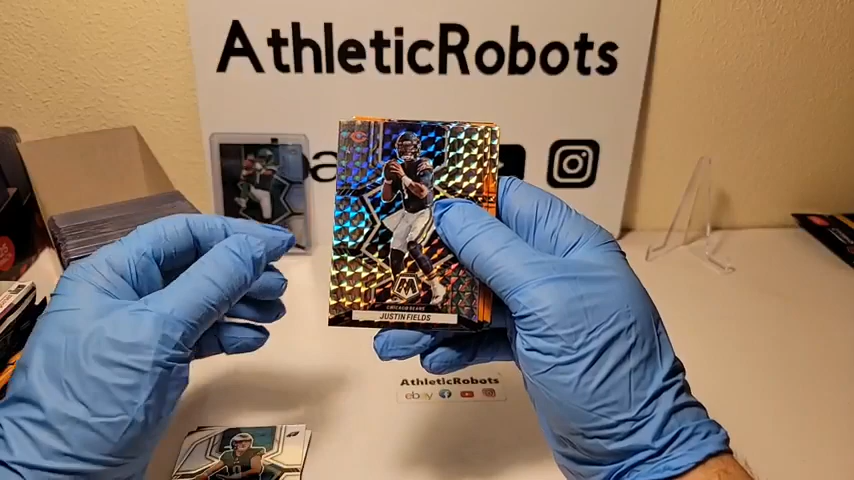 AthleticRobots
CHICAGO BEARS
JUSTIN FIELDS
AthleticRobots
ebay